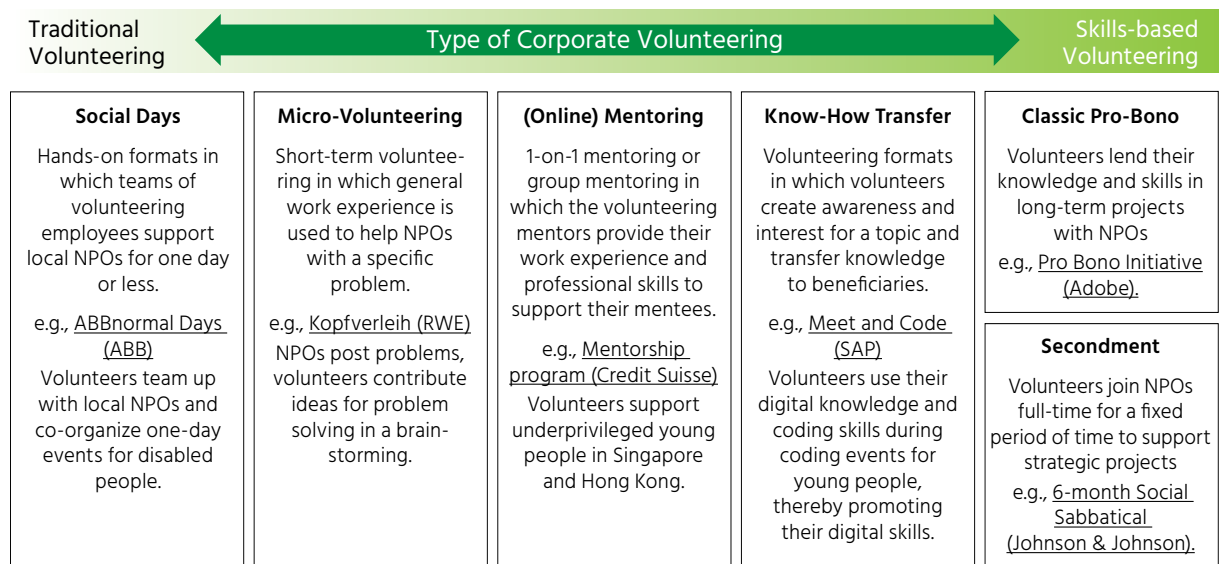 Traditional
Volunteering
Type of Corporate Volunteering
Skills-based
Volunteering
Social Days
Hands-on formats in
which teams of
volunteering
employees support
local NPOs for one day
or less.
e.g., ABBnormal Days
(ABB)
Volunteers team up
with local NPOs and
co-organize one-day
events for disabled
people.
Micro-Volunteering
Short-term voluntee-
ring in which general
work experience is
used to help NPOs
with a specific
problem.
e.g., Kopfverleih (RWE)
NPOs post problems,
volunteers contribute
ideas for problem
solving in a brain-
storming.
(Online) Mentoring
1-on-1 mentoring or
group mentoring in
which the volunteering
mentors provide their
work experience and
professional skills to
support their mentees.
e.g., Mentorship
program (Credit Suisse)
Volunteers support
underprivileged young
people in Singapore
and Hong Kong.
Know-How Transfer
Volunteering formats
in which volunteers
create awareness and
interest for a topic and
transfer knowledge
to beneficiaries.
e.g., Meet and Code
(SAP)
Volunteers use their
digital knowledge and
coding skills during
coding events for
young people,
thereby promoting
their digital skills.
Classic Pro-Bono
Volunteers lend their
knowledge and skills in
long-term projects
with NPOs
e.g., Pro Bono Initiative
(Adobe).
Secondment
Volunteers join NPOs
full-time for a fixed
period of time to support
strategic projects
e.g., 6-month Social
Sabbatical
(Johnson & Johnson).